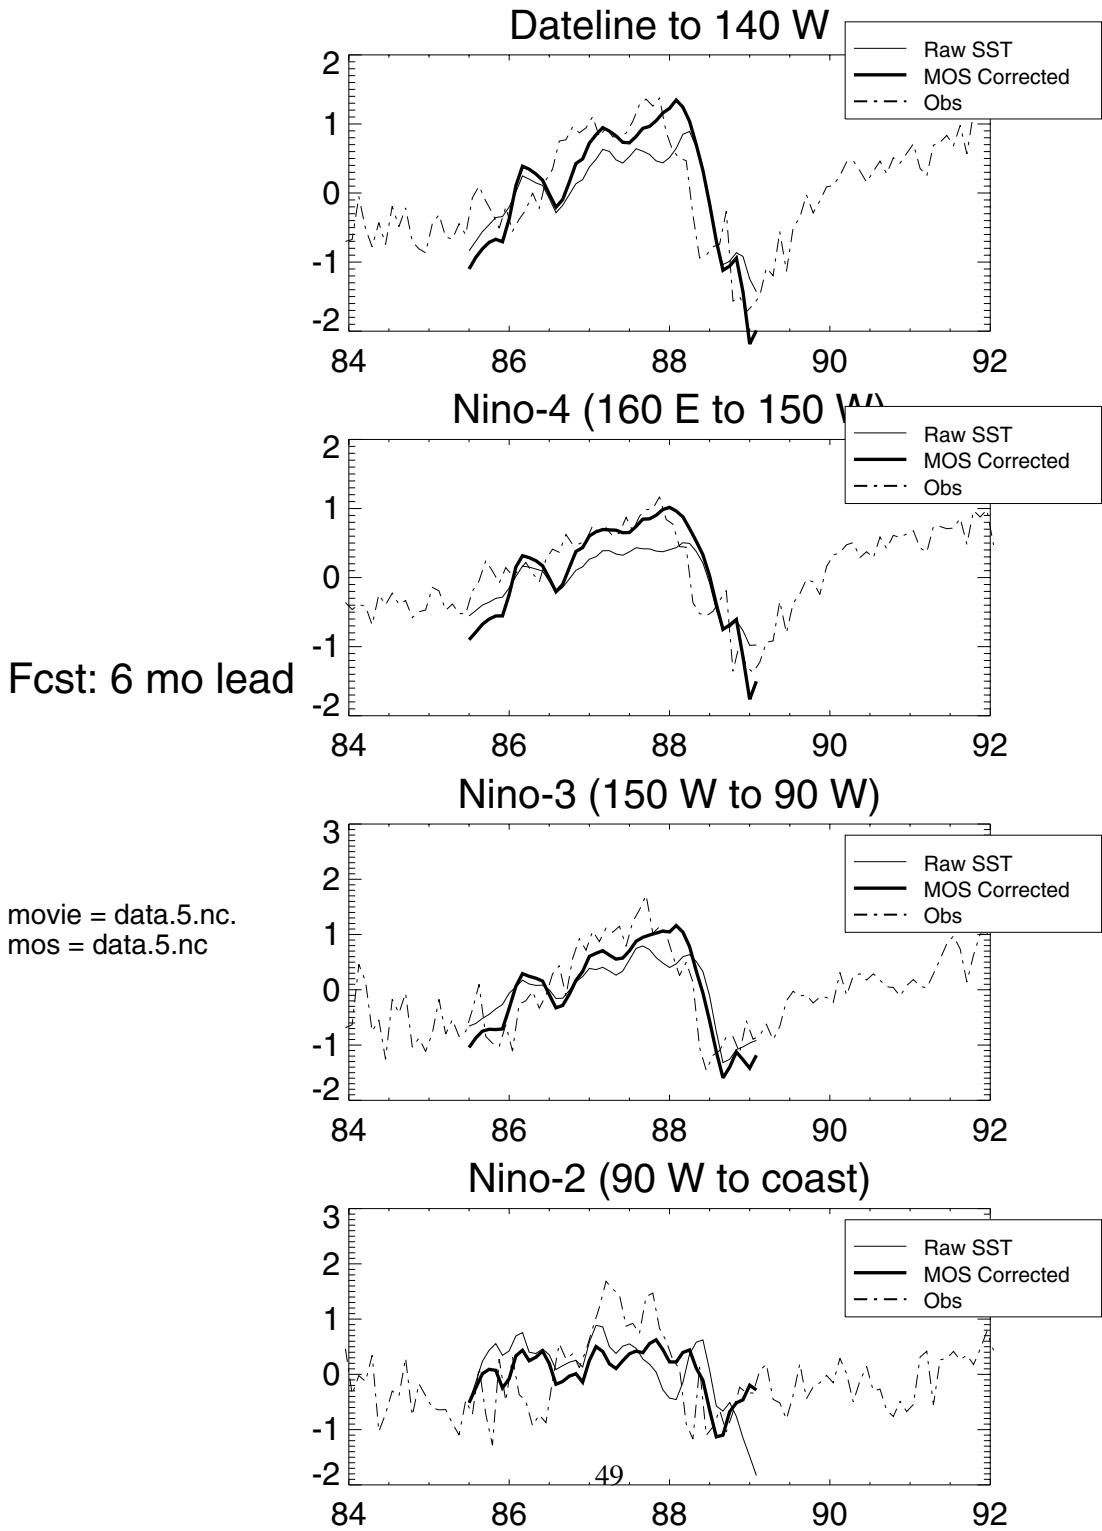 Dateline to 140 W
Raw SST
MOS Corrected
Obs
2
1
0
-1
-2
84 86 88 90 92
Nino-4 (160 E to 150 W)
Raw SST
MOS Corrected
Obs
2
1
0
-1
-2
84 86 88 90 92
Fcst: 6 mo lead
Nino-3 (150 W to 90 W)
Raw SST
MOS Corrected
Obs
3
2
1
0
-1
-2
84 86 88 90 92
movie = data.5.nc.
mos = data.5.nc
Nino-2 (90 W to coast)
Raw SST
MOS Corrected
Obs
3
2
1
0
-1
-2
84 86 88 90 92
49